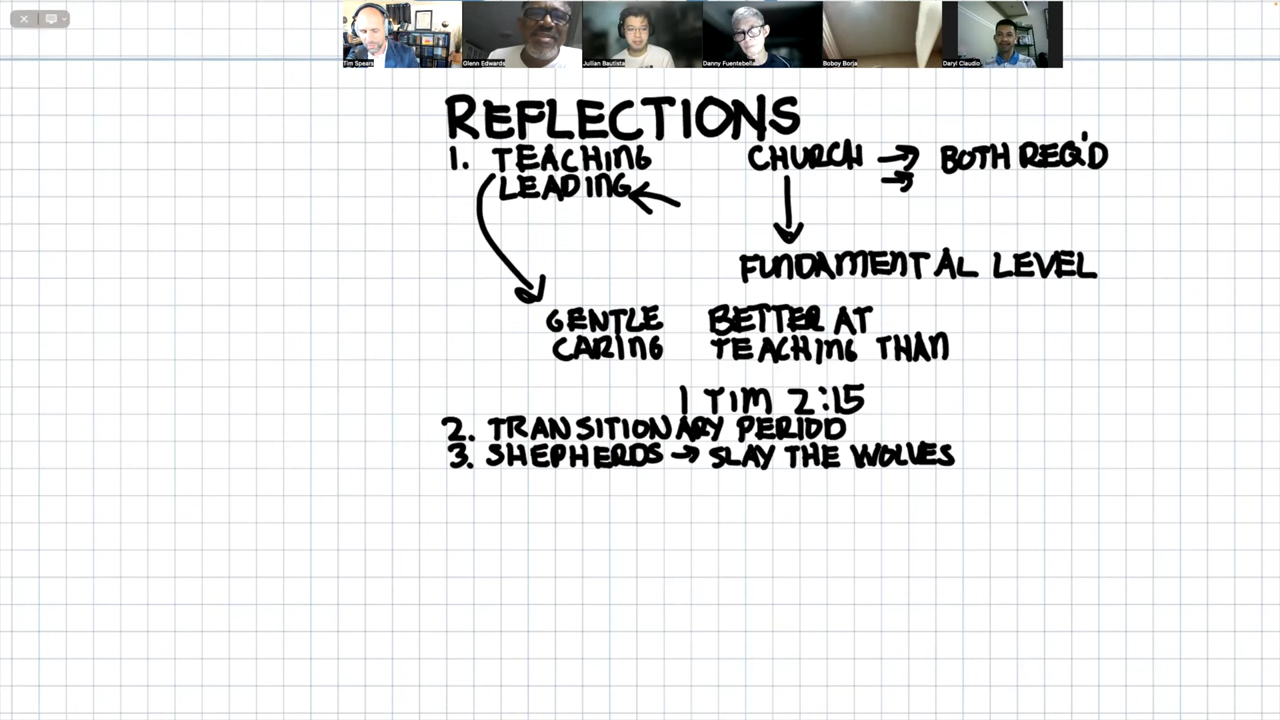 Tim Spears
Glenn Edwards
Julian Bautista
Danny Fuentebella
Boboy Borja
Daryl Claudio
REFLECTIONS
1. TEACHING CHURCH → BOTH REQ'D
LEADING ← →
FUNDAMENTAL LEVEL
GENTLE BETTER AT
CARING TEACHING THAN
1 TIM 2:15
2. TRANSITIONARY PERIOD
3. SHEPHERDS → SLAY THE WOLVES